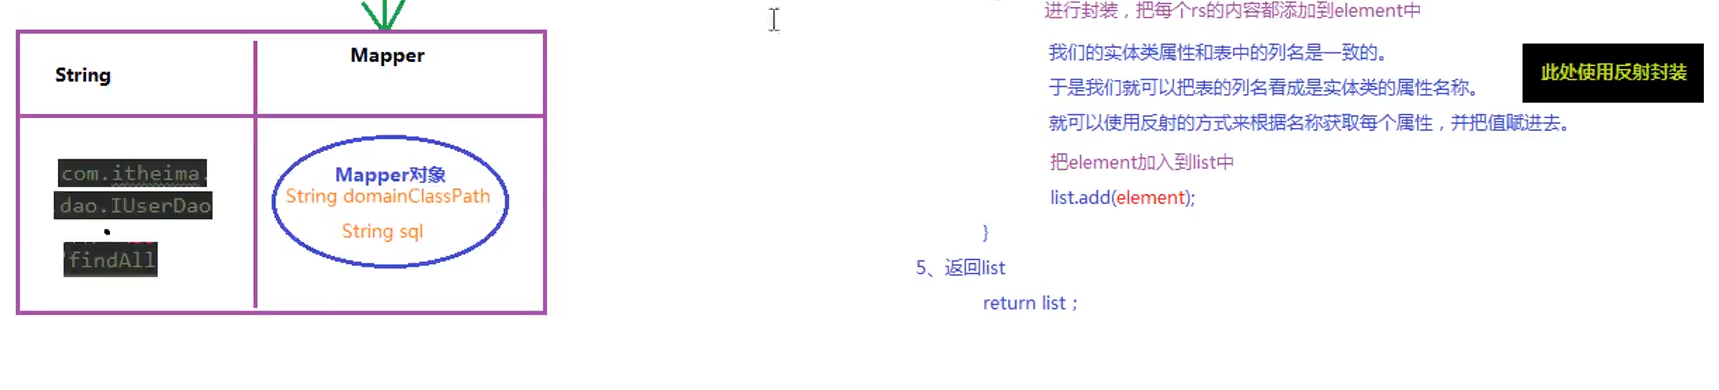 String
Mapper
com.itheima.
dao.IUserDao
.
findAll
Mapper对象
String domainClassPath
String sql
进行封装，把每个rs的内容都添加到element中
我们的实体类属性和表中的列名是一致的。
于是我们就可以把表的列名看成是实体类的属性名称。
就可以使用反射的方式来根据名称获取每个属性，并把值赋进去。
此处使用反射封装
把element加入到list中
list.add(element);
}
5、返回list
return list；